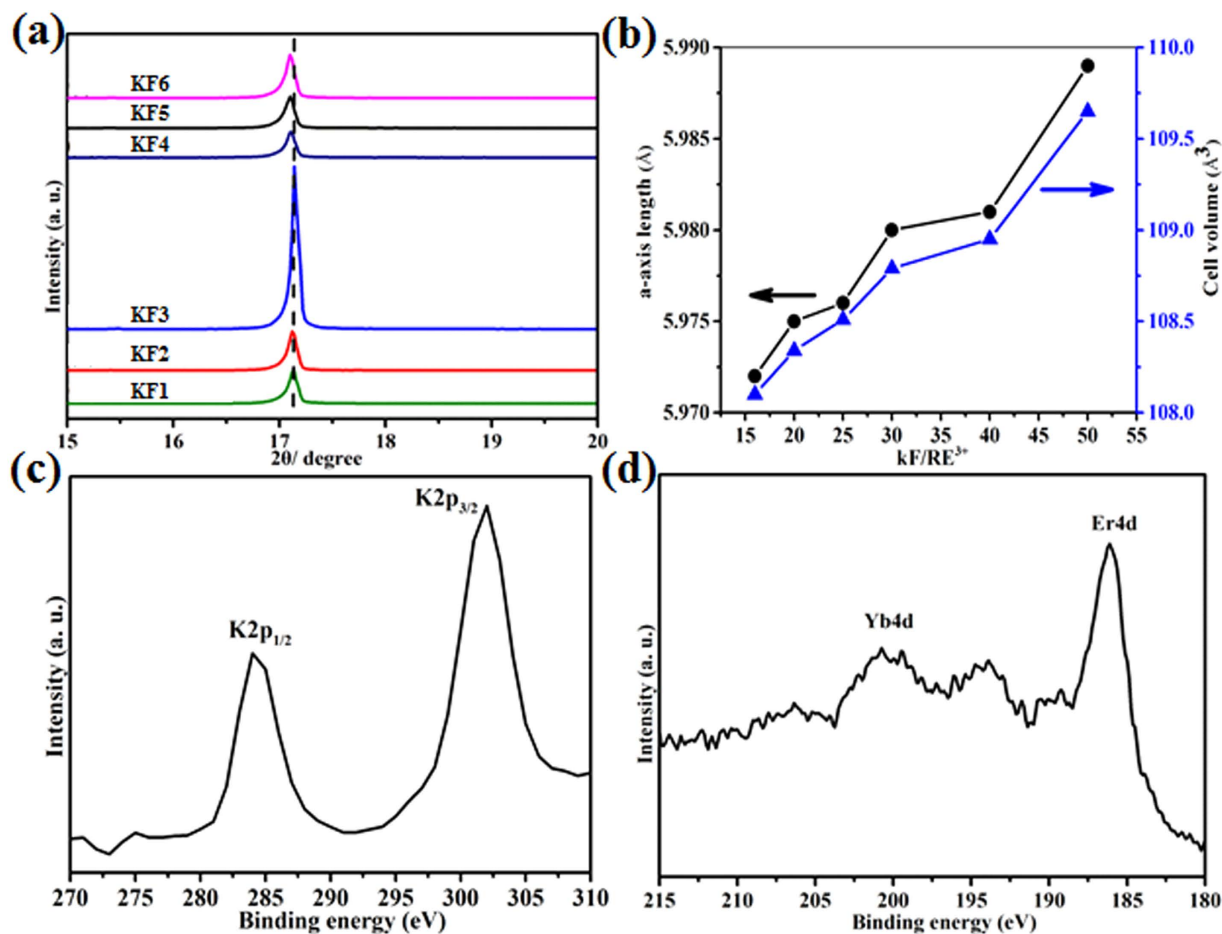 (a)
KF6
KF5
KF4
KF3
KF2
KF1
Intensity (a. u.)
15 16 17 18 19 20
2θ/ degree
(b)
5.990
5.985
5.980
5.975
5.970
a-axis length (Å)
110.0
109.5
109.0
108.5
108.0
Cell volume (Å³)
15 20 25 30 35 40 45 50 55
kF/RE³⁺
(c)
K2p₃/₂
K2p₁/₂
Intensity (a. u.)
270 275 280 285 290 295 300 305 310
Binding energy (eV)
(d)
Er4d
Yb4d
Intensity (a. u.)
215 210 205 200 195 190 185 180
Binding energy (eV)